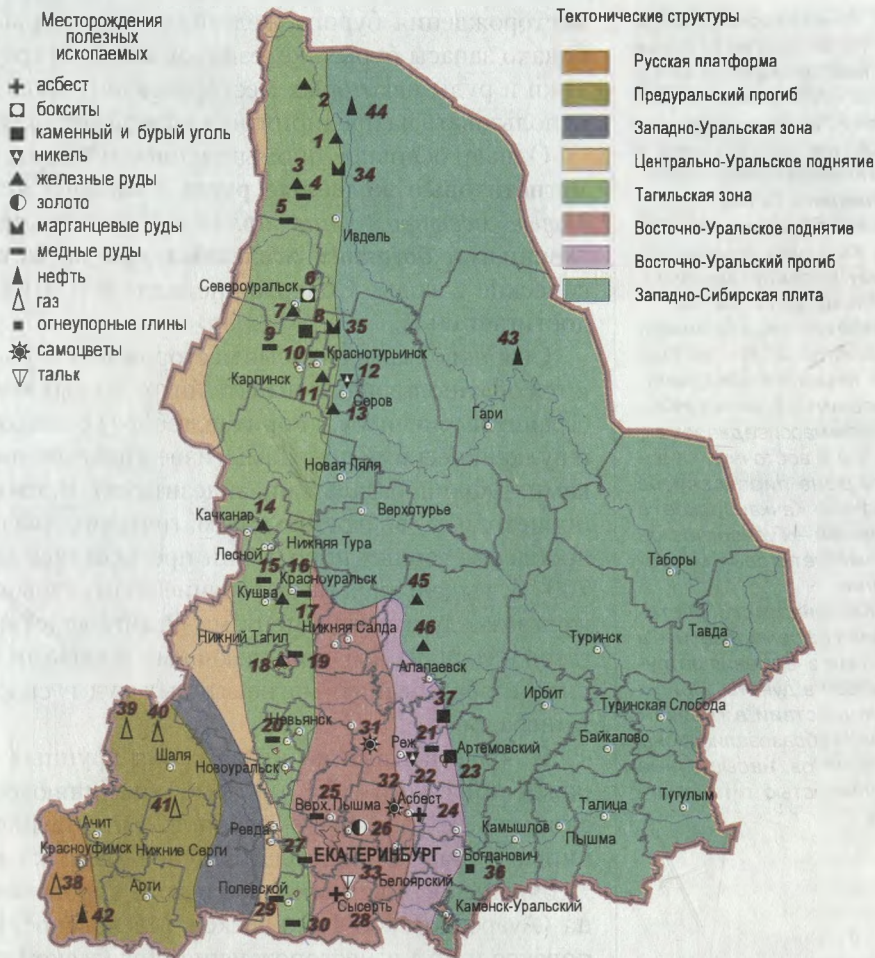 Месторождения
полезных
ископаемых
асбест
бокситы
каменный и бурый уголь
никель
железные руды
золото
марганцевые руды
медные руды
нефть
газ
огнеупорные глины
самоцветы
тальк
Тектонические структуры
Русская платформа
Предуральский прогиб
Западно-Уральская зона
Центрально-Уральское поднятие
Тагильская зона
Восточно-Уральское поднятие
Восточно-Уральский прогиб
Западно-Сибирская плита
2
44
1
3
4
34
5
Ивдель
Североуральск
6
7
8
35
9
10
Краснотурьинск
43
Карпинск
11
12
Серов
13
Гари
Новая Ляля
14
Качканар
Верхотурье
Лесной
Нижняя Тура
15
16
Красноуральск
Таборы
Кушва
17
45
Нижний Тагил
Нижняя Салда
46
Туринск
Тавда
18
19
Алапаевск
39
40
37
Ирбит
Туринская Слобода
20
Невьянск
31
21
Байкалово
Шаля
Реж
Артемовский
Новоуральск
22
23
41
25
32
Верх. Пышма
Асбест
24
Талица
Тугулым
Ачит
Ревда
26
Камышлов
Пышма
Красноуфимск
Нижние Серги
27
ЕКАТЕРИНБУРГ
Богданович
38
33
Белоярский
36
Арти
Полевской
42
29
Сысерть
Каменск-Уральский
30
28